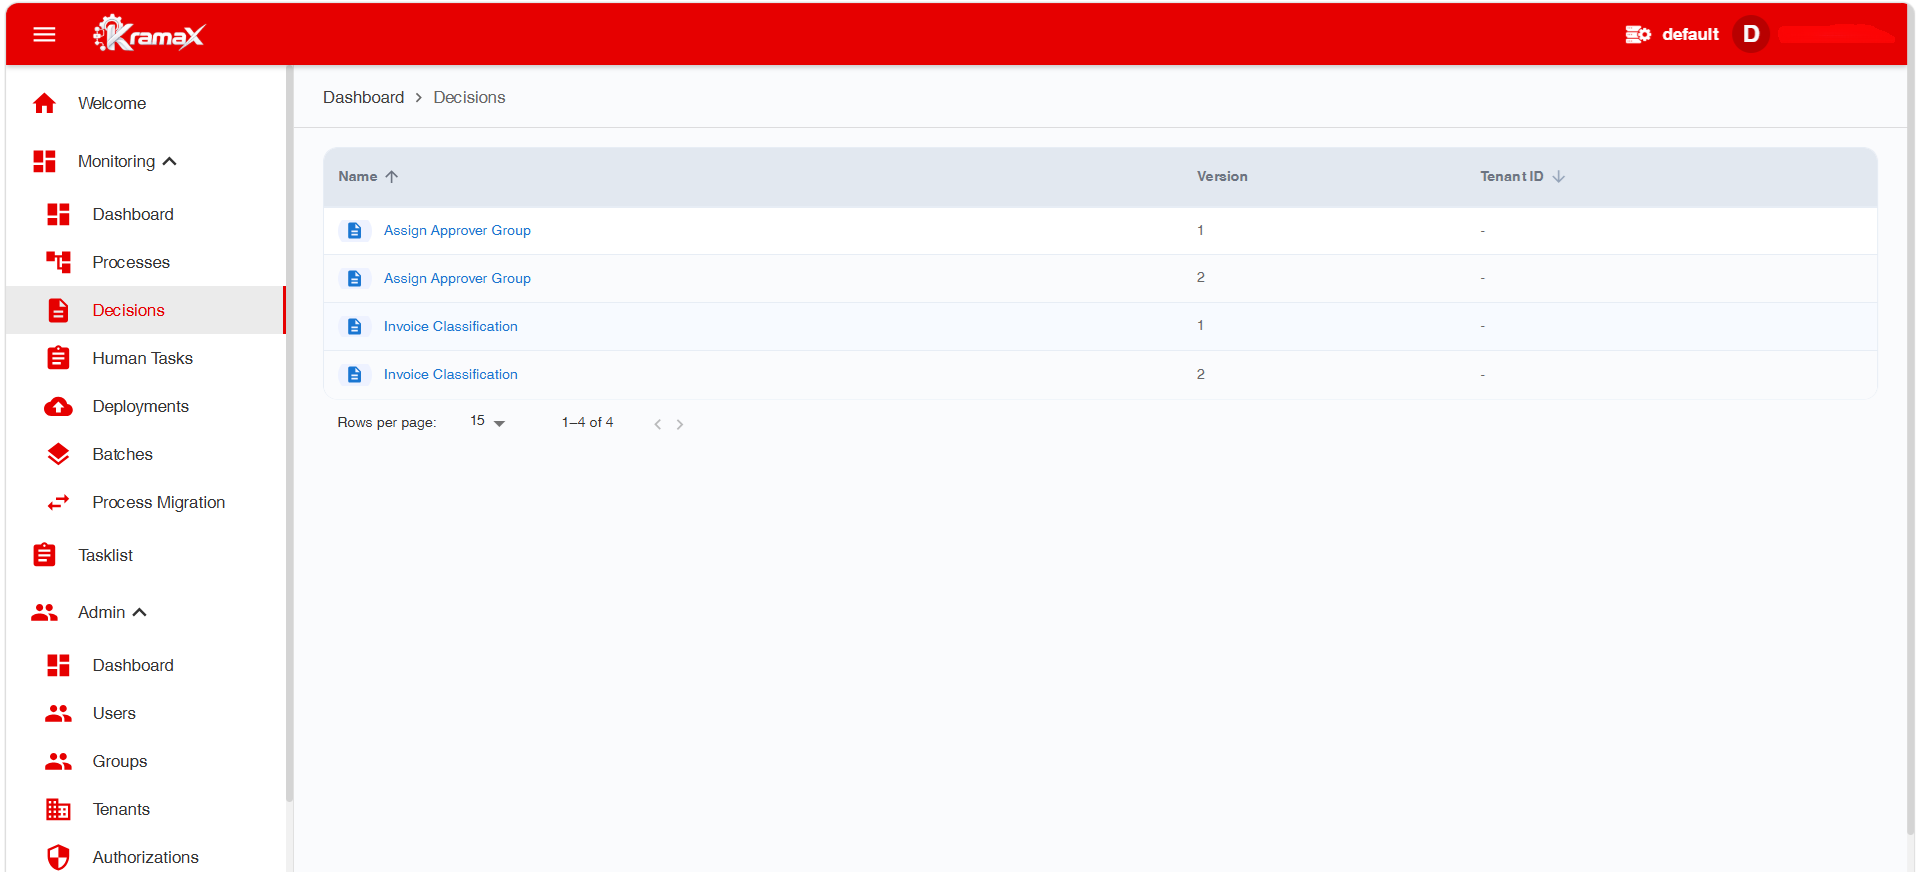 KramaX
default
D
Welcome
Monitoring
Dashboard
Processes
Decisions
Human Tasks
Deployments
Batches
Process Migration
Tasklist
Admin
Dashboard
Users
Groups
Tenants
Authorizations
Dashboard > Decisions
Name Version Tenant ID
Assign Approver Group 1 -
Assign Approver Group 2 -
Invoice Classification 1 -
Invoice Classification 2 -
Rows per page: 15 1–4 of 4